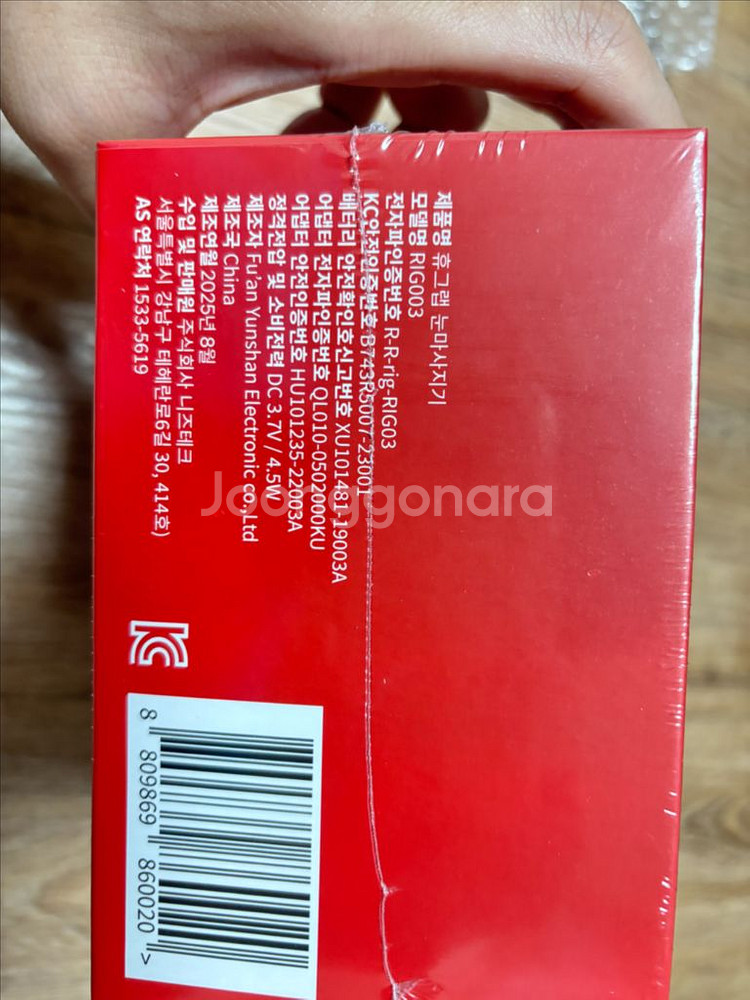 제품명 휴그랩 눈마사지기
모델명 RIG003
전자파인증번호 R-R-rig-RIG03
KC안전인증번호 B743R5007-23001
배터리 안전확인호신고번호 XU101481-19003A
어댑터 전자파인증번호 QL010-0502000KU
어댑터 안전인증번호 HU101235-22003A
정격전압 및 소비전력 DC 3.7V / 4.5W
제조자 Fu'an Yunshan Electronic co,.Ltd
제조국 China
제조연월 2025년 8월
수입 및 판매원 주식회사 니즈테크
서울특별시 강남구 테헤란로6길 30, 414호)
AS 연락처 1533-5619
KC
8 809869 860020 >
Joonggonara